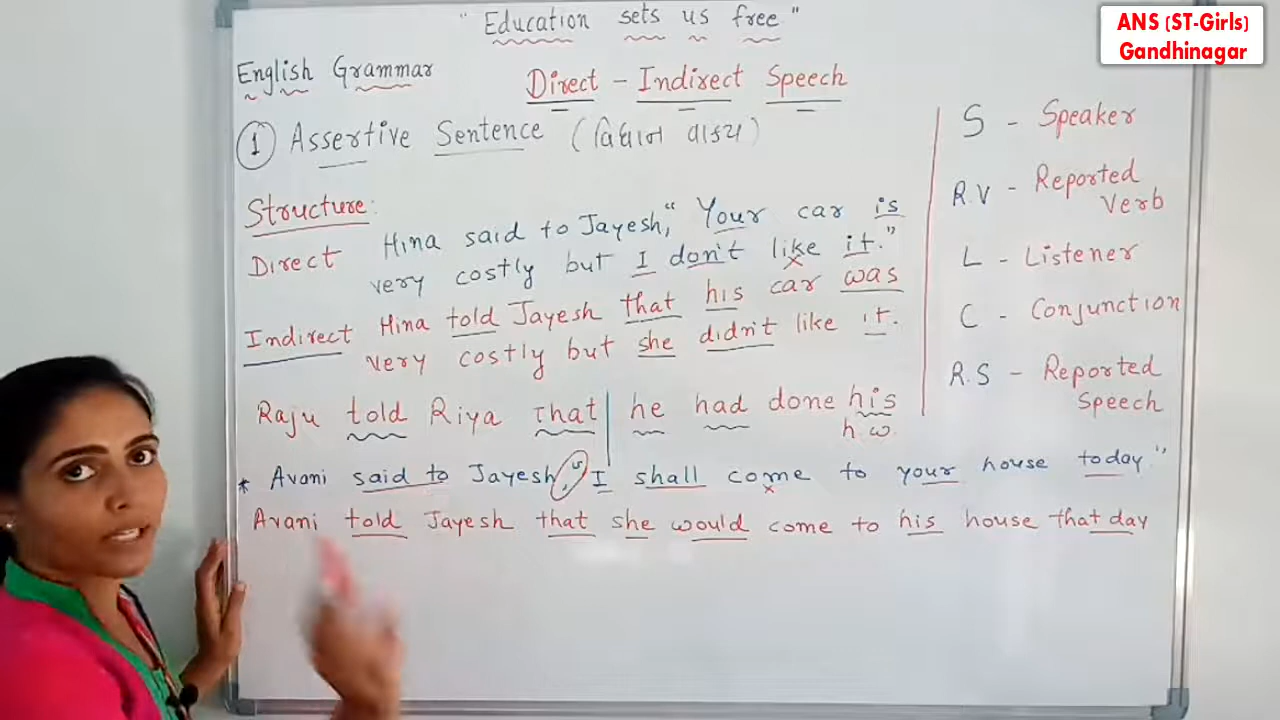 " Education sets us free "
ANS (ST-Girls)
Gandhinagar
English Grammar
Direct - Indirect Speech
1 Assertive Sentence ( વિધાન વાક્ય )
Structure:
Direct Hina said to Jayesh, " Your car is
very costly but I don't like it."
Indirect Hina told Jayesh that his car was
very costly but she didn't like it.
Raju told Riya that he had done his
h.w.
* Avani said to Jayesh, " I shall come to your house today "
Avani told Jayesh that she would come to his house that day
S - Speaker
R.V - Reported
Verb
L - Listener
C - Conjunction
R.S - Reported
Speech